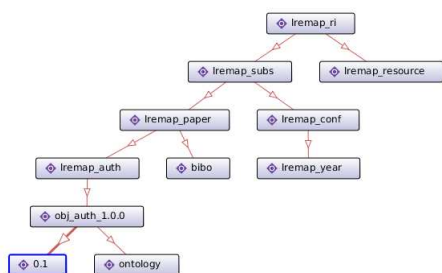 lremap_ri
lremap_subs
lremap_resource
lremap_paper
lremap_conf
lremap_auth
bibo
lremap_year
obj_auth_1.0.0
0.1
ontology